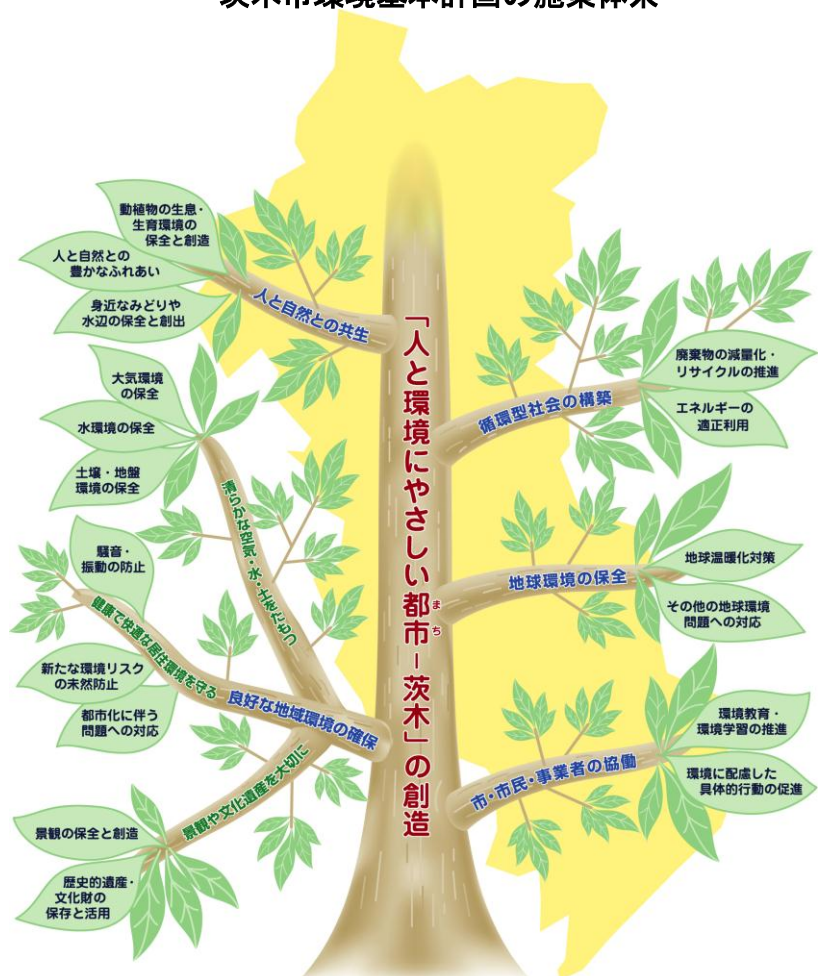 茨木市環境基本計画の施策体系
「人と環境にやさしい都市－茨木」の創造
まち
人と自然との共生
動植物の生息・
生育環境の
保全と創造
人と自然との
豊かなふれあい
身近なみどりや
水辺の保全と創出
良好な地域環境の確保
清らかな空気・水・土をたもつ
大気環境
の保全
水環境の保全
土壌・地盤
環境の保全
健康で快適な居住環境を守る
騒音・
振動の防止
新たな環境リスク
の未然防止
都市化に伴う
問題への対応
景観や文化遺産を大切に
景観の保全と創造
歴史的遺産・
文化財の
保存と活用
循環型社会の構築
廃棄物の減量化・
リサイクルの推進
エネルギーの
適正利用
地球環境の保全
地球温暖化対策
その他の地球環境
問題への対応
市・市民・事業者の協働
環境教育・
環境学習の推進
環境に配慮した
具体的行動の促進